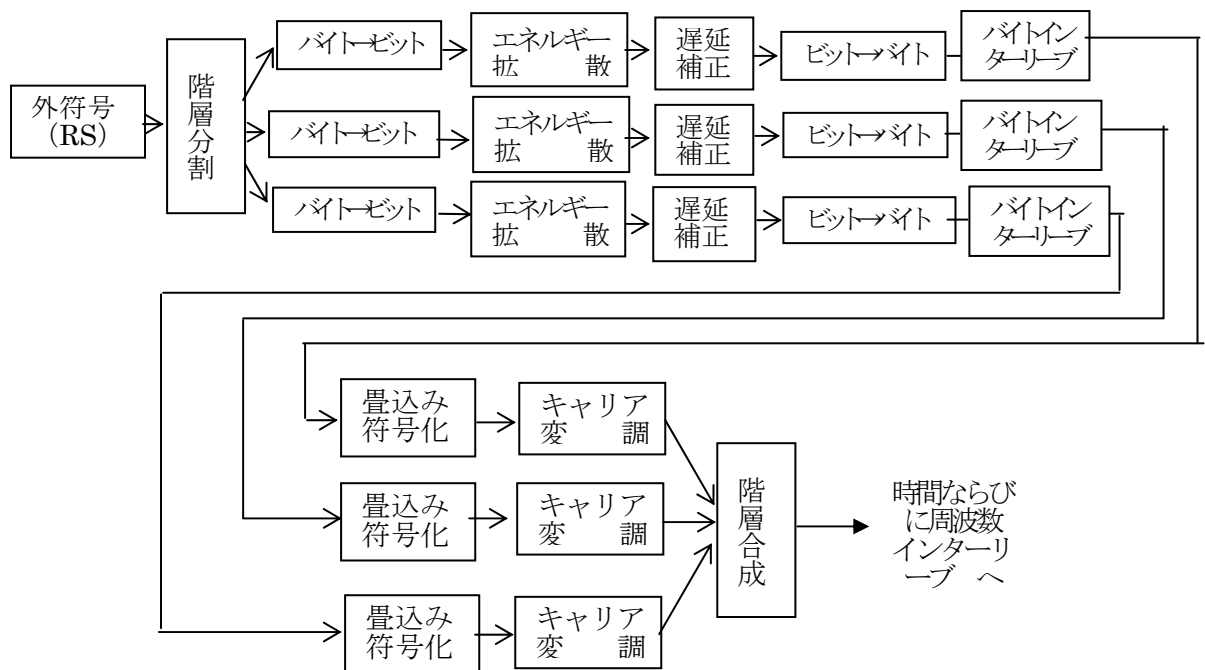 外符号
(RS)
階層分割
バイト→ビット
エネルギー
拡 散
遅延
補正
ビット→バイト
バイトイン
ターリーブ
バイト→ビット
エネルギー
拡 散
遅延
補正
ビット→バイト
バイトイン
ターリーブ
バイト→ビット
エネルギー
拡 散
遅延
補正
ビット→バイト
バイトイン
ターリーブ
畳込み
符号化
キャリア
変 調
畳込み
符号化
キャリア
変 調
畳込み
符号化
キャリア
変 調
階層合成
時間ならび
に周波数
インターリ
ーブ へ